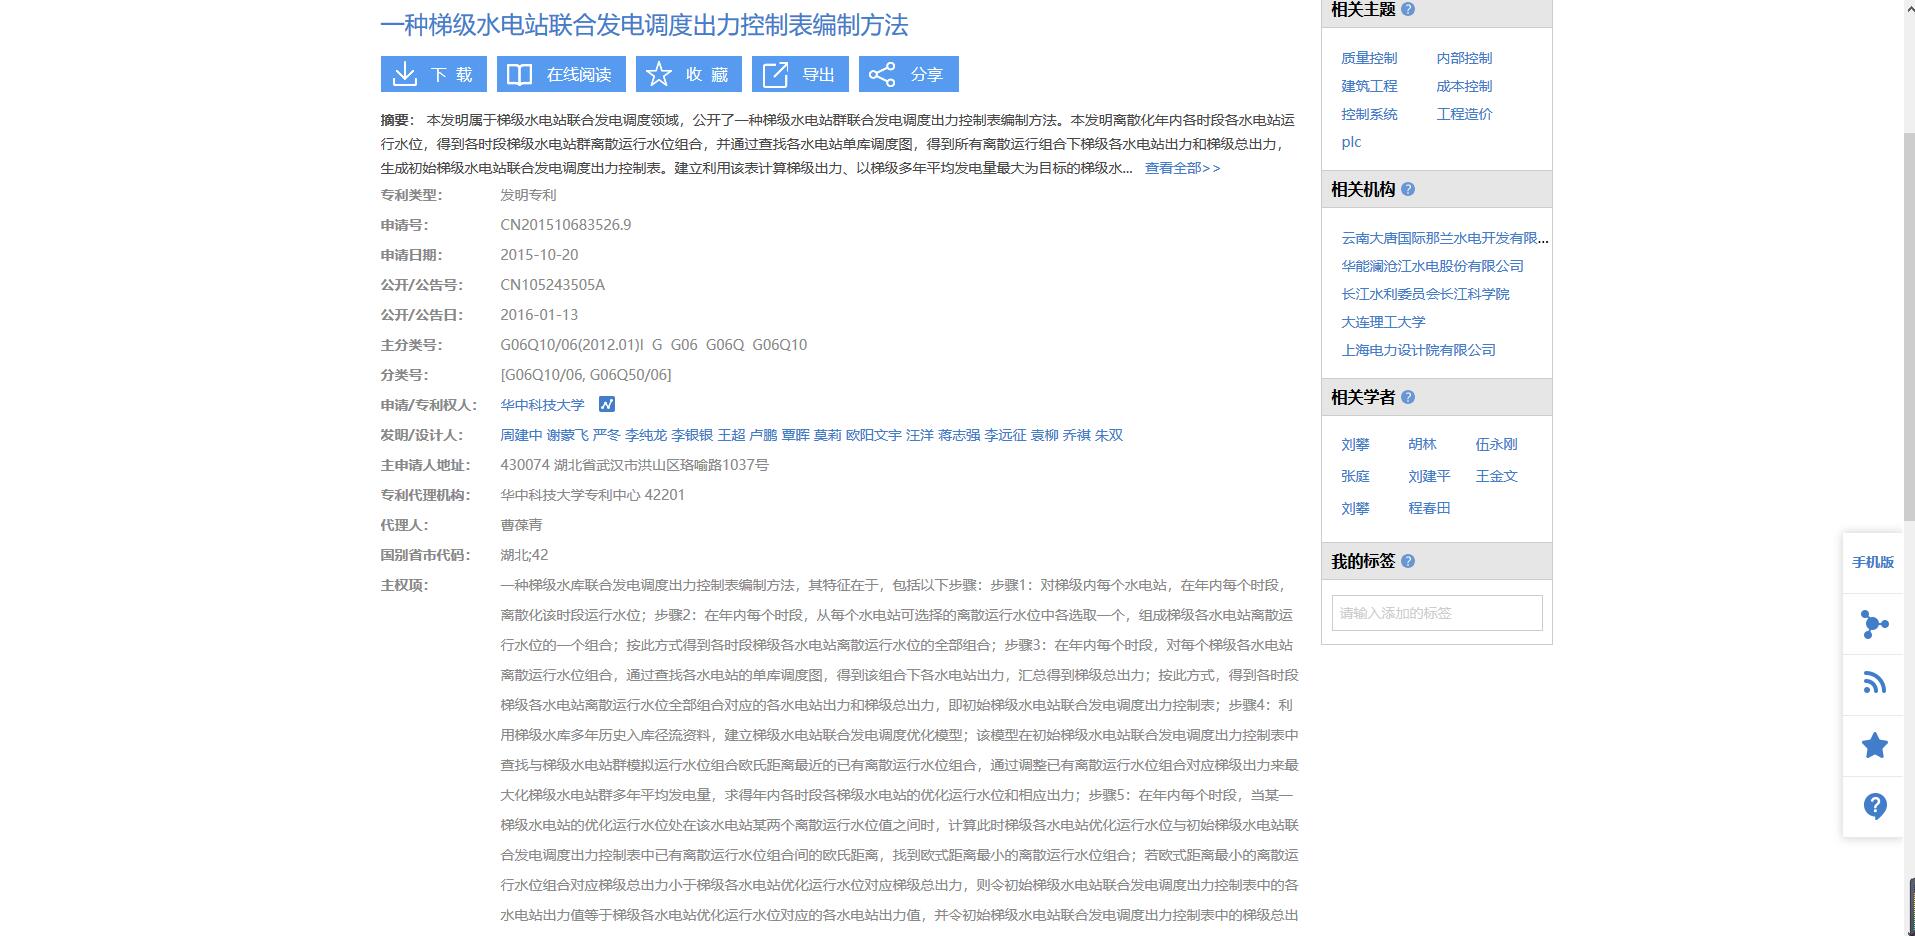 一种梯级水电站联合发电调度出力控制表编制方法
下 载
在线阅读
收 藏
导出
分享
摘要： 本发明属于梯级水电站联合发电调度领域，公开了一种梯级水电站群联合发电调度出力控制表编制方法。本发明离散化年内各时段各水电站运
行水位，得到各时段梯级水电站群离散运行水位组合，并通过查找各水电站单库调度图，得到所有离散运行组合下梯级各水电站出力和梯级总出力，
生成初始梯级水电站联合发电调度出力控制表。建立利用该表计算梯级出力、以梯级多年平均发电量最大为目标的梯级水... 查看全部>>
专利类型： 发明专利
申请号： CN201510683526.9
申请日期： 2015-10-20
公开/公告号： CN105243505A
公开/公告日： 2016-01-13
主分类号： G06Q10/06(2012.01)I G G06 G06Q G06Q10
分类号： [G06Q10/06, G06Q50/06]
申请/专利权人： 华中科技大学
发明/设计人： 周建中 谢蒙飞 严冬 李纯龙 李银银 王超 卢鹏 覃晖 莫莉 欧阳文宇 汪洋 蒋志强 李远征 袁柳 乔祺 朱双
主申请人地址： 430074 湖北省武汉市洪山区珞喻路1037号
专利代理机构： 华中科技大学专利中心 42201
代理人： 曹葆青
国别省市代码： 湖北;42
主权项： 一种梯级水库联合发电调度出力控制表编制方法，其特征在于，包括以下步骤：步骤1：对梯级内每个水电站，在年内每个时段，
离散化该时段运行水位；步骤2：在年内每个时段，从每个水电站可选择的离散运行水位中各选取一个，组成梯级各水电站离散运
行水位的一个组合；按此方式得到各时段梯级各水电站离散运行水位的全部组合；步骤3：在年内每个时段，对每个梯级各水电站
离散运行水位组合，通过查找各水电站的单库调度图，得到该组合下各水电站出力，汇总得到梯级总出力；按此方式，得到各时段
梯级各水电站离散运行水位全部组合对应的各水电站出力和梯级总出力，即初始梯级水电站联合发电调度出力控制表；步骤4：利
用梯级水库多年历史入库径流资料，建立梯级水电站联合发电调度优化模型；该模型在初始梯级水电站联合发电调度出力控制表中
查找与梯级水电站群模拟运行水位组合欧氏距离最近的已有离散运行水位组合，通过调整已有离散运行水位组合对应梯级出力来最
大化梯级水电站群多年平均发电量，求得年内各时段各梯级水电站的优化运行水位和相应出力；步骤5：在年内每个时段，当某一
梯级水电站的优化运行水位处在该水电站某两个离散运行水位值之间时，计算此时梯级各水电站优化运行水位与初始梯级水电站联
合发电调度出力控制表中已有离散运行水位组合间的欧氏距离，找到欧式距离最小的离散运行水位组合；若欧式距离最小的离散运
行水位组合对应梯级总出力小于梯级各水电站优化运行水位对应梯级总出力，则令初始梯级水电站联合发电调度出力控制表中的各
水电站出力值等于梯级各水电站优化运行水位对应的各水电站出力值，并令初始梯级水电站联合发电调度出力控制表中的梯级总出
相关主题
质量控制 内部控制
建筑工程 成本控制
控制系统 工程造价
plc
相关机构
云南大唐国际那兰水电开发有限...
华能澜沧江水电股份有限公司
长江水利委员会长江科学院
大连理工大学
上海电力设计院有限公司
相关学者
刘攀 胡林 伍永刚
张庭 刘建平 王金文
刘攀 程春田
我的标签
请输入添加的标签
手机版